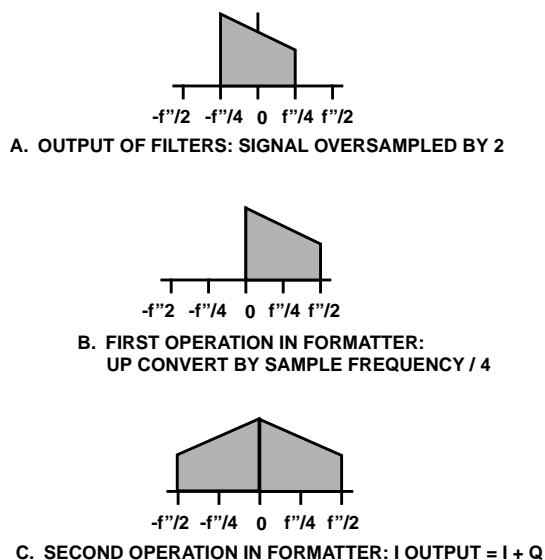 -f"/2 -f"/4 0 f"/4 f"/2
A. OUTPUT OF FILTERS: SIGNAL OVERSAMPLED BY 2
-f"2 -f"/4 0 f"/4 f"/2
B. FIRST OPERATION IN FORMATTER:
UP CONVERT BY SAMPLE FREQUENCY / 4
-f"/2 -f"/4 0 f"/4 f"/2
C. SECOND OPERATION IN FORMATTER: I OUTPUT = I + Q